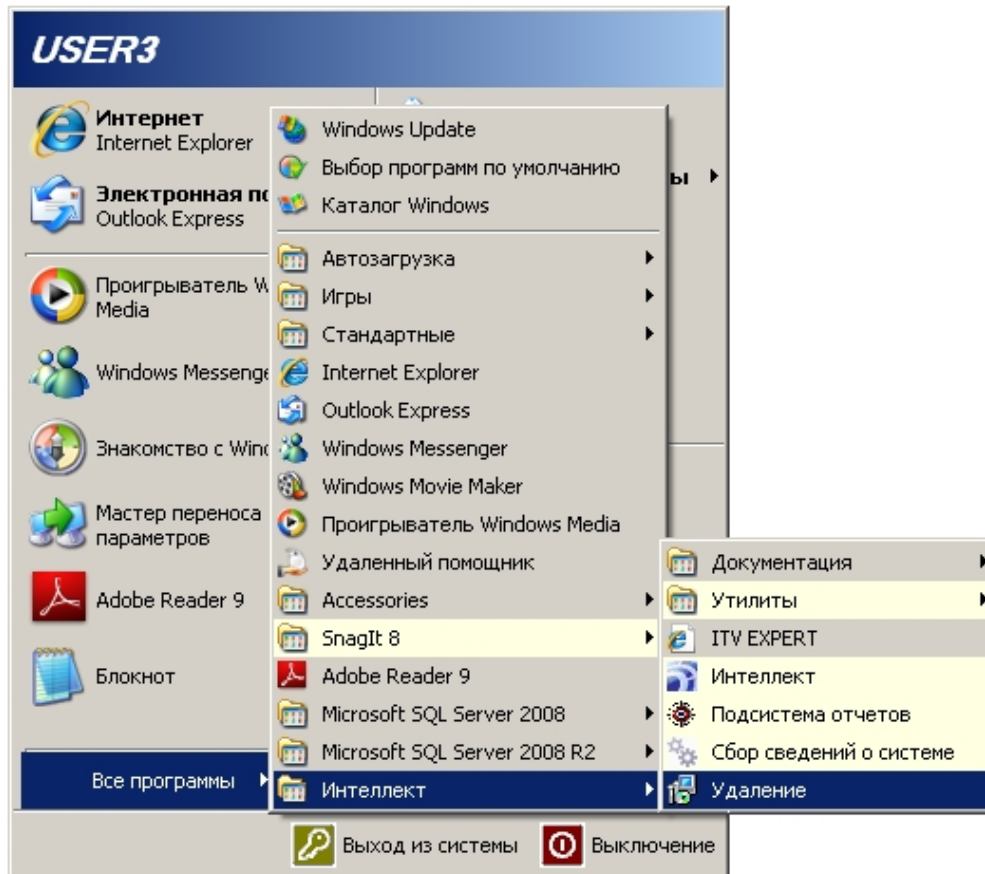 USER3
Интернет
Internet Explorer
Электронная по
Outlook Express
Проигрыватель W
Media
Windows Messenge
Знакомство с Wind
Мастер переноса
параметров
Adobe Reader 9
Блокнот
Все программы
ы
Windows Update
Выбор программ по умолчанию
Каталог Windows
Автозагрузка
Игры
Стандартные
Internet Explorer
Outlook Express
Windows Messenger
Windows Movie Maker
Проигрыватель Windows Media
Удаленный помощник
Accessories
SnagIt 8
Adobe Reader 9
Microsoft SQL Server 2008
Microsoft SQL Server 2008 R2
Интеллект
Документация
Утилиты
ITV EXPERT
Интеллект
Подсистема отчетов
Сбор сведений о системе
Удаление
Выход из системы
Выключение